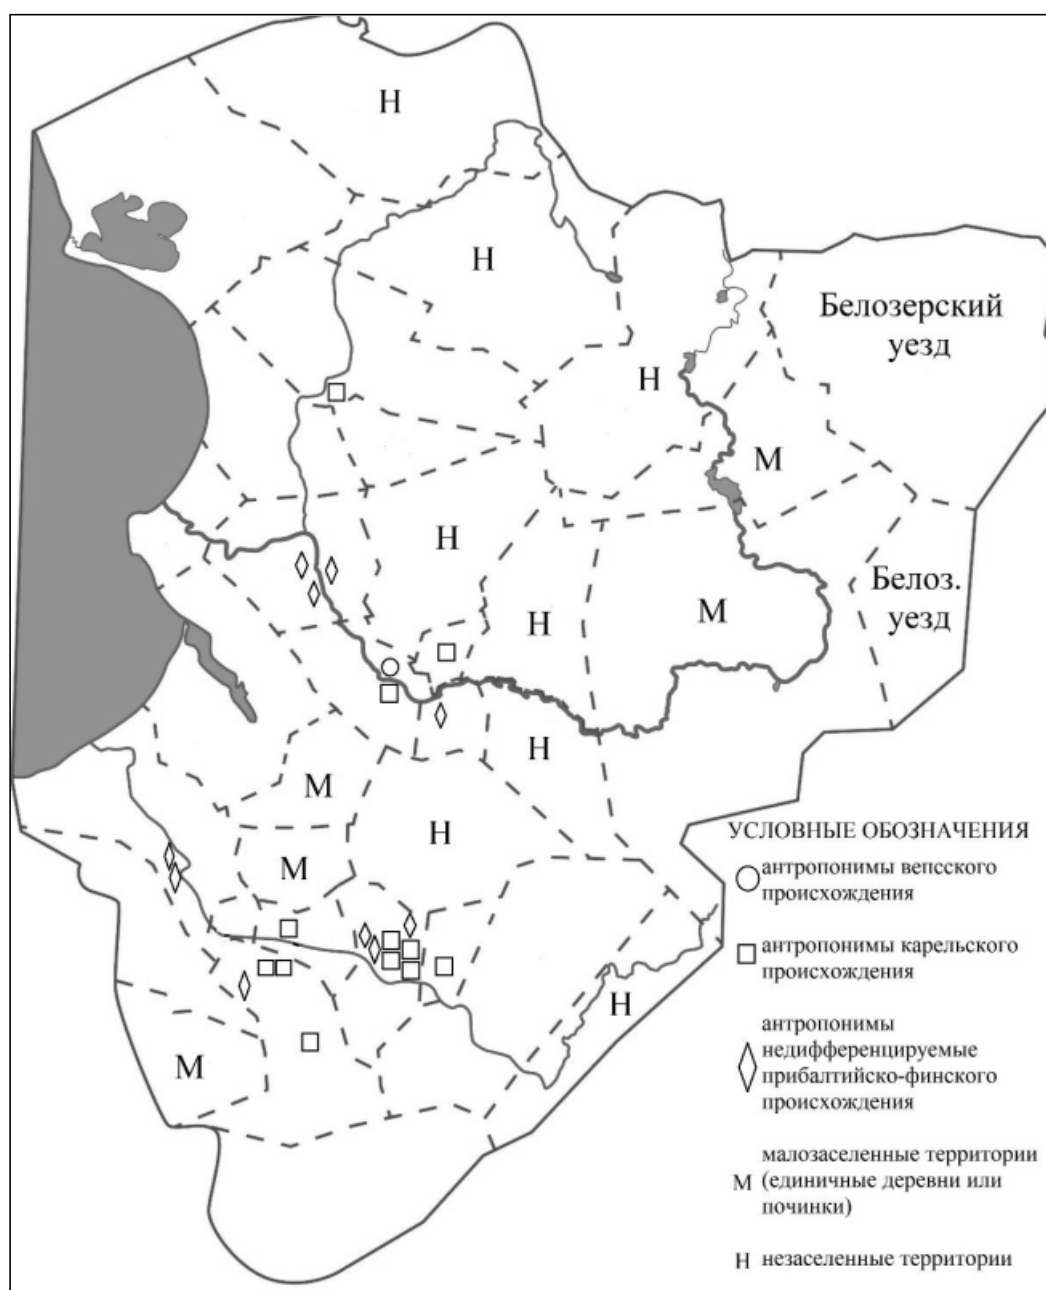 Н
Н
Белозерский
уезд
Н
М
Н
Белоз.
уезд
Н
М
Н
М
Н
М
Н
М
УСЛОВНЫЕ ОБОЗНАЧЕНИЯ
антропонимы вепсского
происхождения
антропонимы карельского
происхождения
антропонимы
недифференцируемые
прибалтийско-финского
происхождения
малозаселенные территории
М (единичные деревни или
починки)
Н незаселенные территории